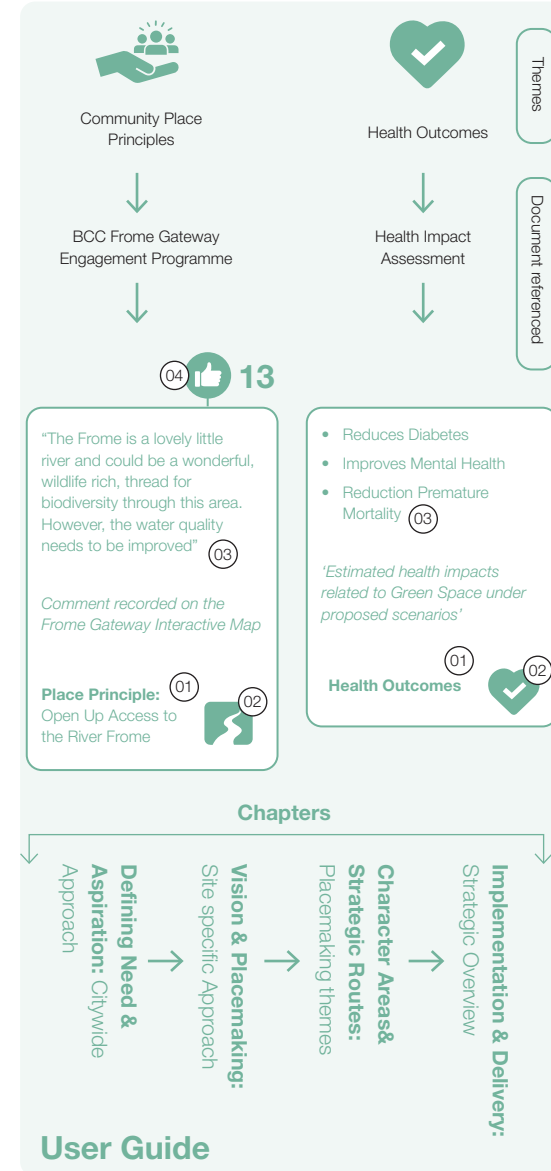 Themes
Community Place
Principles
Health Outcomes
Document referenced
BCC Frome Gateway
Engagement Programme
Health Impact
Assessment
04
13
“The Frome is a lovely little
river and could be a wonderful,
wildlife rich, thread for
biodiversity through this area.
However, the water quality
needs to be improved”
03
Comment recorded on the
Frome Gateway Interactive Map
Place Principle:
01
Open Up Access to
the River Frome
02
• Reduces Diabetes
• Improves Mental Health
• Reduction Premature
Mortality
03
‘Estimated health impacts
related to Green Space under
proposed scenarios’
01
Health Outcomes
02
Chapters
Defining Need &
Aspiration: Citywide
Approach
Vision & Placemaking:
Site specific Approach
Character Areas&
Strategic Routes:
Placemaking themes
Implementation & Delivery:
Strategic Overview
User Guide